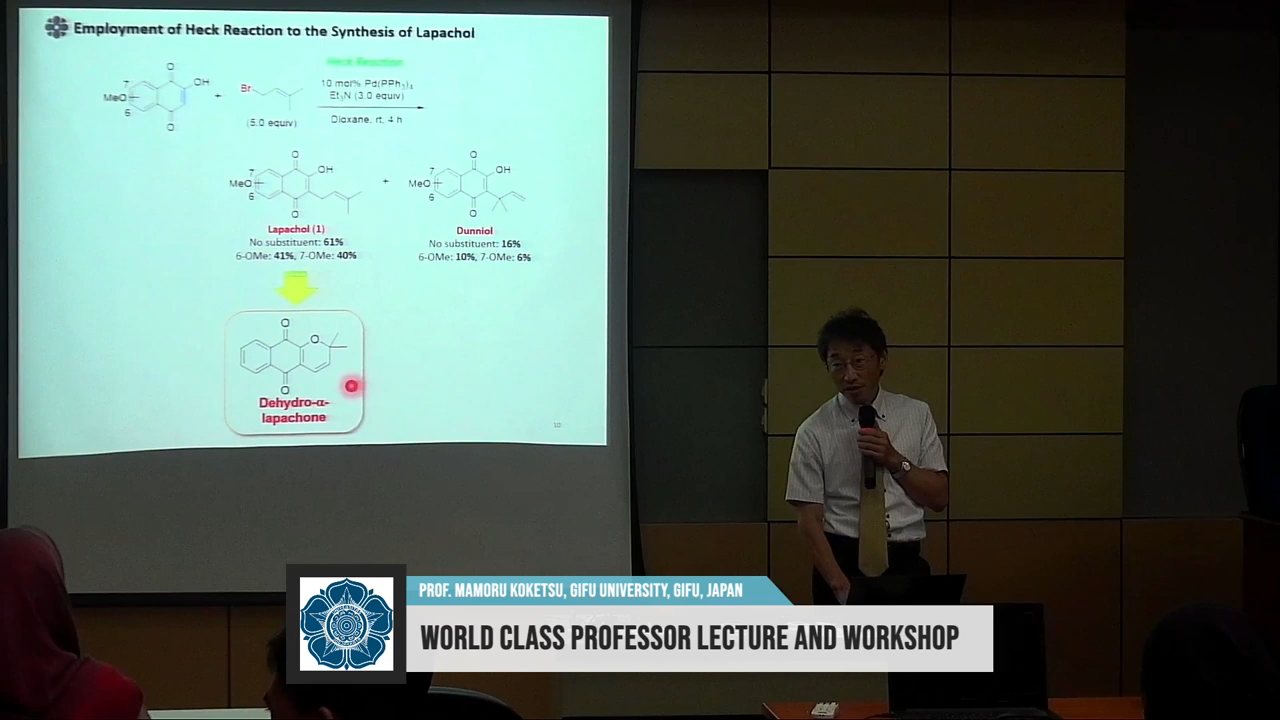 Employment of Heck Reaction to the Synthesis of Lapachol
Heck Reaction
O
7
OH
MeO
6
O
+
Br
(5.0 equiv)
10 mol% Pd(PPh3)4
Et3N (3.0 equiv)
Dioxane, rt, 4 h
O
7
OH
MeO
6
O
+
O
7
OH
MeO
6
O
Lapachol (1)
No substituent: 61%
6-OMe: 41%, 7-OMe: 40%
Dunniol
No substituent: 16%
6-OMe: 10%, 7-OMe: 6%
O
O
O
Dehydro-α-
lapachone
10
PROF. MAMORU KOKETSU, GIFU UNIVERSITY, GIFU, JAPAN
WORLD CLASS PROFESSOR LECTURE AND WORKSHOP